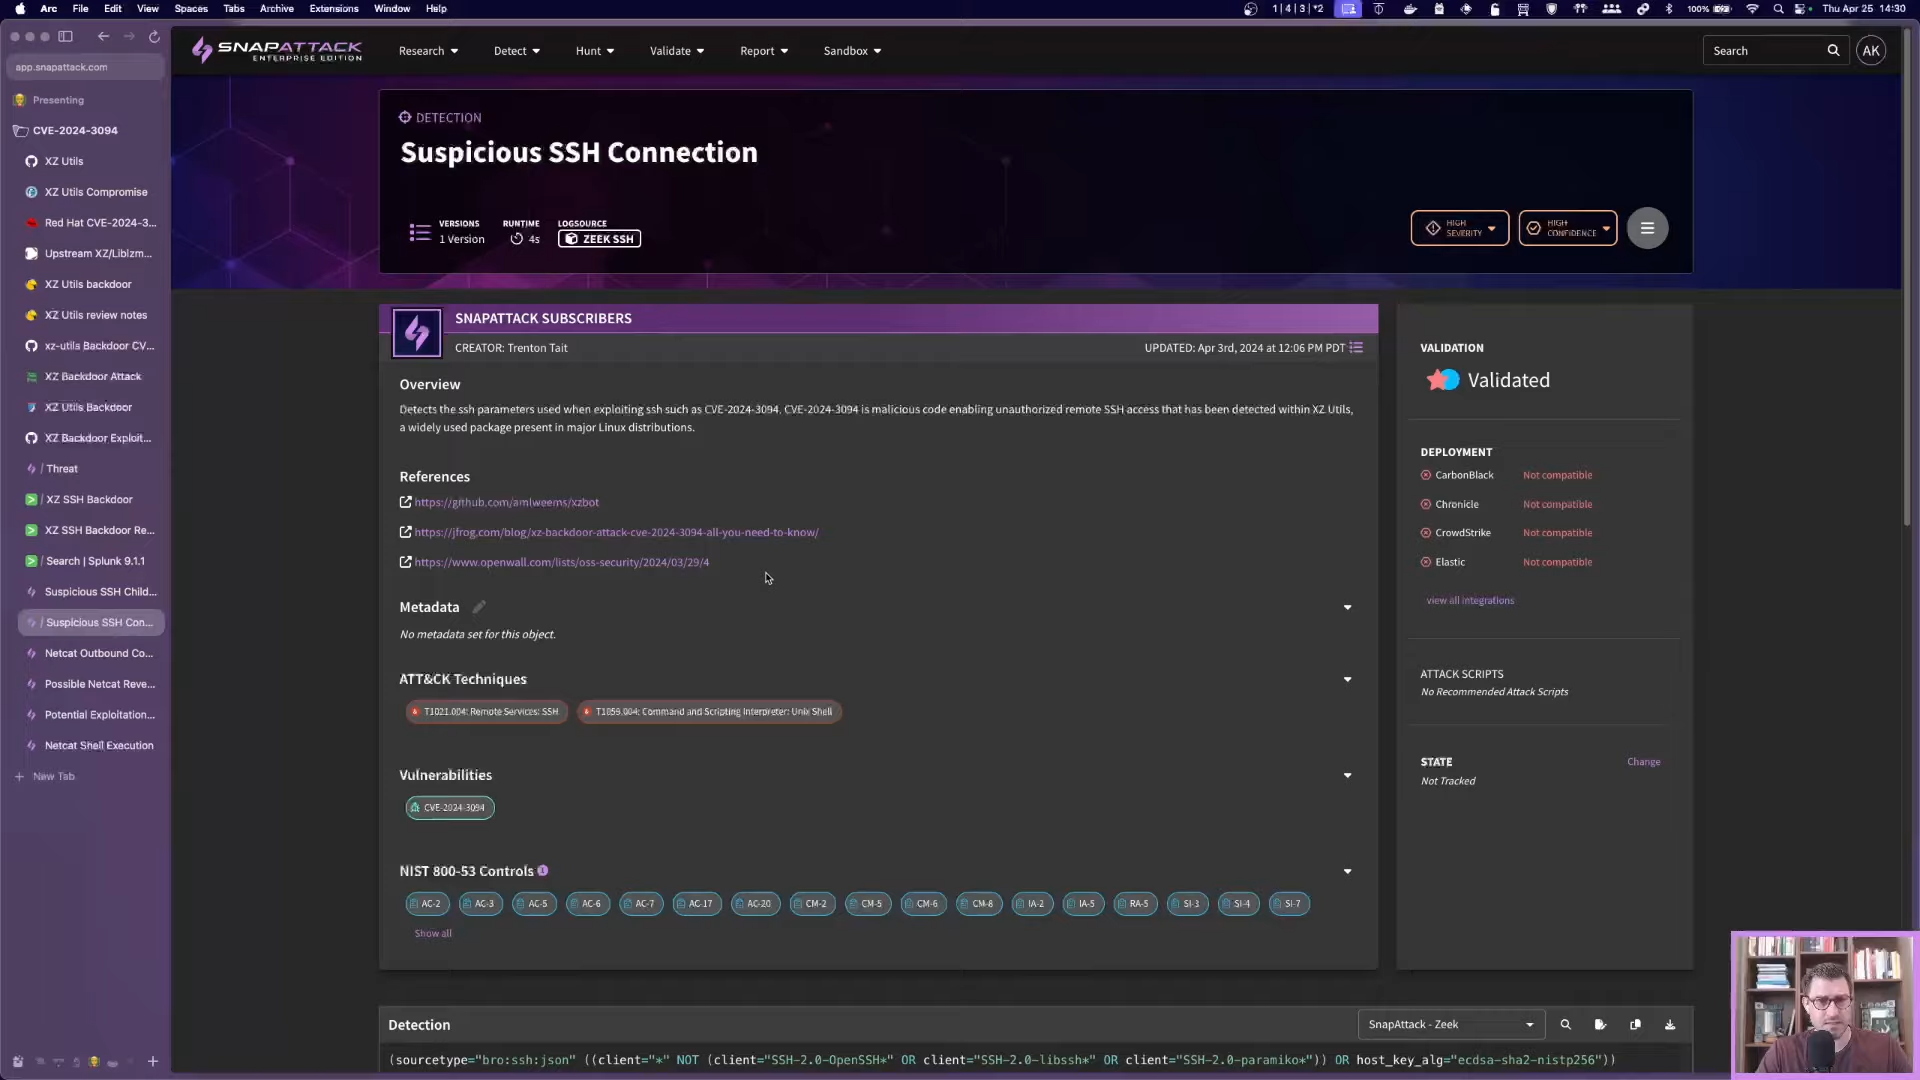 Arc File Edit View Spaces Tabs Archive Extensions Window Help
1 | 4 | 3 | *2 100% Thu Apr 25 14:30
app.snapattack.com
Presenting
CVE-2024-3094
XZ Utils
XZ Utils Compromise
Red Hat CVE-2024-3...
Upstream XZ/Liblzm...
XZ Utils backdoor
XZ Utils review notes
xz-utils Backdoor CV...
XZ Backdoor Attack
XZ Utils Backdoor
XZ Backdoor Exploit...
/ Threat
/ XZ SSH Backdoor
XZ SSH Backdoor Re...
/ Search | Splunk 9.1.1
Suspicious SSH Child...
/ Suspicious SSH Con...
Netcat Outbound Co...
Possible Netcat Reve...
Potential Exploitation...
Netcat Shell Execution
+ New Tab
SNAPATTACK
ENTERPRISE EDITION
Research Detect Hunt Validate Report Sandbox
Search
AK
DETECTION
Suspicious SSH Connection
VERSIONS
1 Version
RUNTIME
4s
LOGSOURCE
ZEEK SSH
HIGH
SEVERITY
HIGH
CONFIDENCE
SNAPATTACK SUBSCRIBERS
CREATOR: Trenton Tait
UPDATED: Apr 3rd, 2024 at 12:06 PM PDT
Overview
Detects the ssh parameters used when exploiting ssh such as CVE-2024-3094. CVE-2024-3094 is malicious code enabling unauthorized remote SSH access that has been detected within XZ Utils,
a widely used package present in major Linux distributions.
References
https://github.com/amlweems/xzbot
https://jfrog.com/blog/xz-backdoor-attack-cve-2024-3094-all-you-need-to-know/
https://www.openwall.com/lists/oss-security/2024/03/29/4
Metadata
No metadata set for this object.
ATT&CK Techniques
T1021.004: Remote Services: SSH
T1059.004: Command and Scripting Interpreter: Unix Shell
Vulnerabilities
CVE-2024-3094
NIST 800-53 Controls
AC-2 AC-3 AC-5 AC-6 AC-7 AC-17 AC-20 CM-2 CM-5 CM-6 CM-8 IA-2 IA-5 RA-5 SI-3 SI-4 SI-7
Show all
VALIDATION
Validated
DEPLOYMENT
CarbonBlack Not compatible
Chronicle Not compatible
CrowdStrike Not compatible
Elastic Not compatible
view all integrations
ATTACK SCRIPTS
No Recommended Attack Scripts
STATE Change
Not Tracked
Detection
SnapAttack - Zeek
(sourcetype="bro:ssh:json" ((client="*" NOT (client="SSH-2.0-OpenSSH*" OR client="SSH-2.0-libssh*" OR client="SSH-2.0-paramiko*")) OR host_key_alg="ecdsa-sha2-nistp256"))